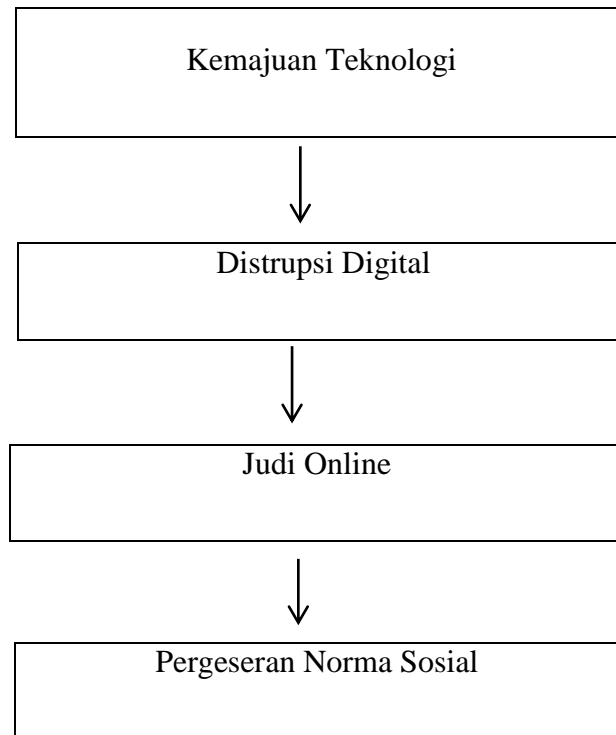 Kemajuan Teknologi
Distrupsi Digital
Judi Online
Pergeseran Norma Sosial